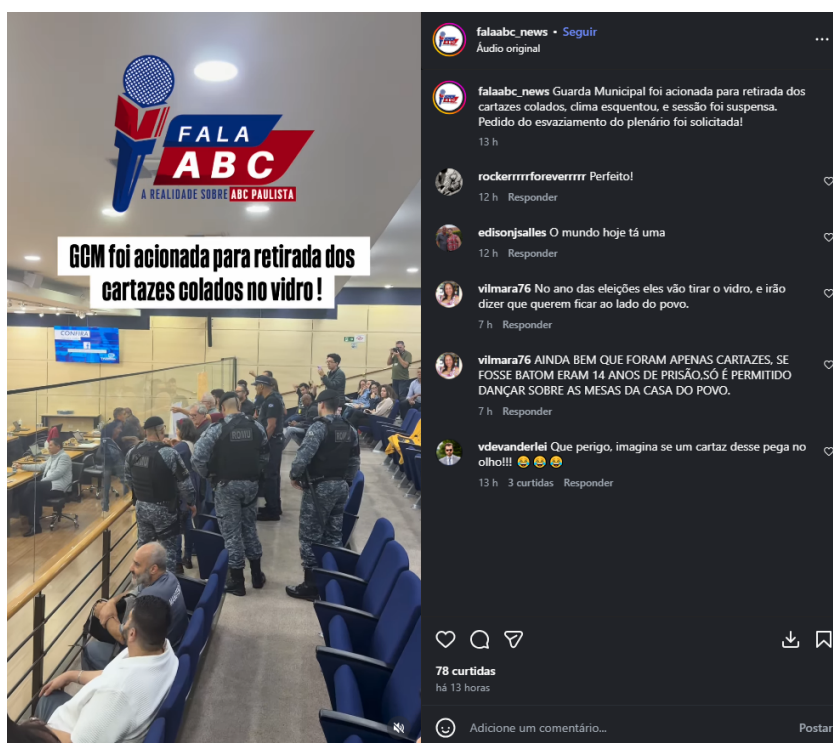 FALA
ABC
A REALIDADE SOBRE ABC PAULISTA
GCM foi acionada para retirada dos
cartazes colados no vidro !
CONFIRA
falaabc_news • Seguir
Áudio original
falaabc_news Guarda Municipal foi acionada para retirada dos
cartazes colados, clima esquentou, e sessão foi suspensa.
Pedido do esvaziamento do plenário foi solicitada!
13 h
rockerrrrrforeverrrrr Perfeito!
12 h Responder
edisonjsalles O mundo hoje tá uma
12 h Responder
vilmara76 No ano das eleições eles vão tirar o vidro, e irão
dizer que querem ficar ao lado do povo.
7 h Responder
vilmara76 AINDA BEM QUE FORAM APENAS CARTAZES, SE
FOSSE BATOM ERAM 14 ANOS DE PRISÃO,SÓ É PERMITIDO
DANÇAR SOBRE AS MESAS DA CASA DO POVO.
7 h Responder
vdevanderlei Que perigo, imagina se um cartaz desse pega no
olho!!! 😂 😂 😂
13 h 3 curtidas Responder
78 curtidas
há 13 horas
Adicione um comentário...
Postar